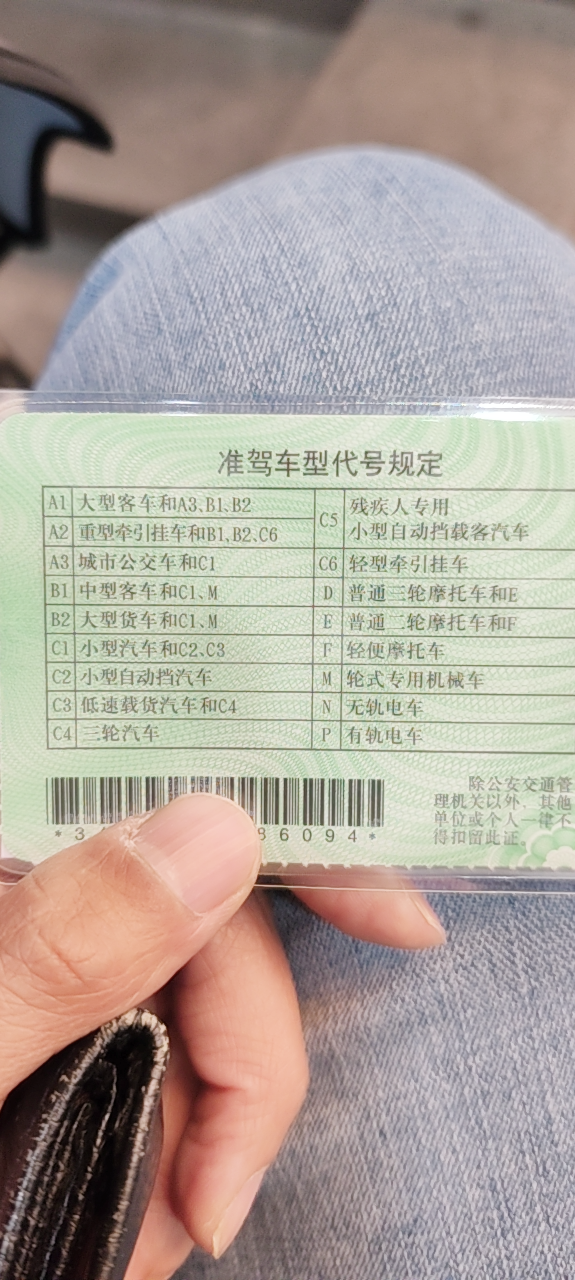 准驾车型代号规定
A1 大型客车和A3、B1、B2
A2 重型牵引挂车和B1、B2、C6
A3 城市公交车和C1
B1 中型客车和C1、M
B2 大型货车和C1、M
C1 小型汽车和C2、C3
C2 小型自动挡汽车
C3 低速载货汽车和C4
C4 三轮汽车
C5 残疾人专用
小型自动挡载客汽车
C6 轻型牵引挂车
D 普通三轮摩托车和E
E 普通二轮摩托车和F
F 轻便摩托车
M 轮式专用机械车
N 无轨电车
P 有轨电车
*3 86094*
除公安交通管
理机关以外，其他
单位或个人一律不
得扣留此证。